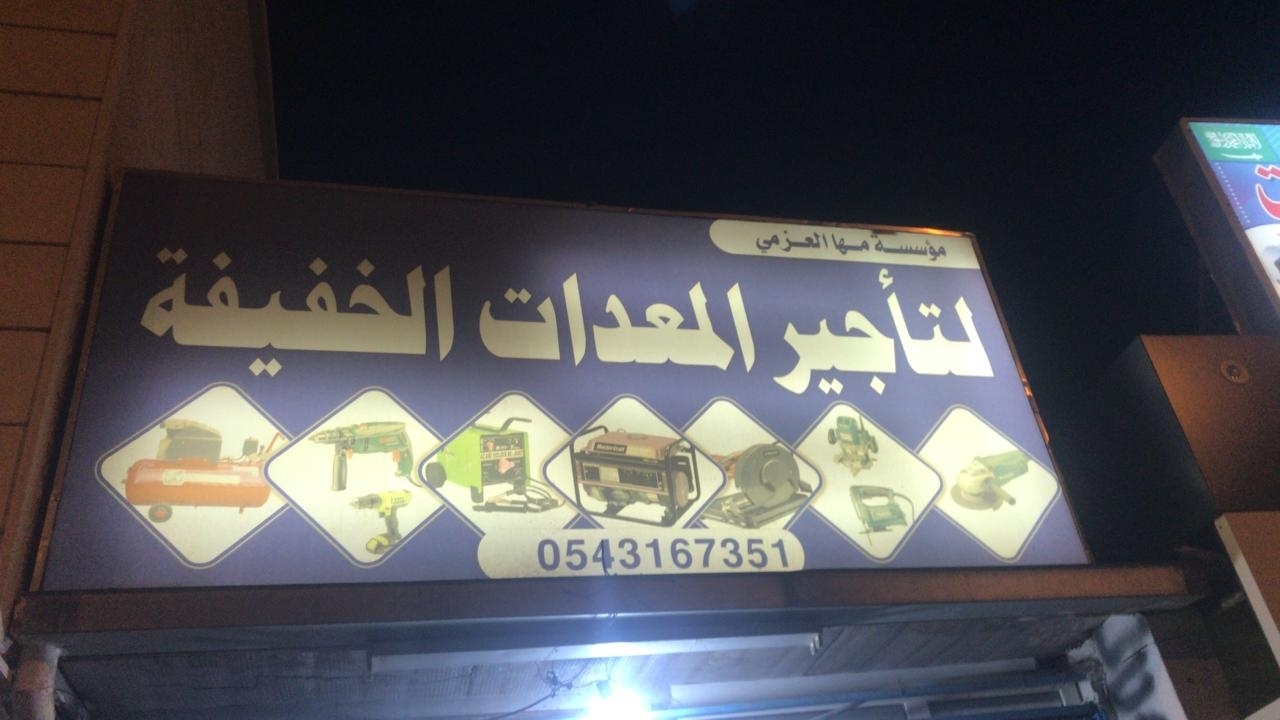 مؤسسة مها العزمي
لتأجير المعدات الخفيفة
0543167351